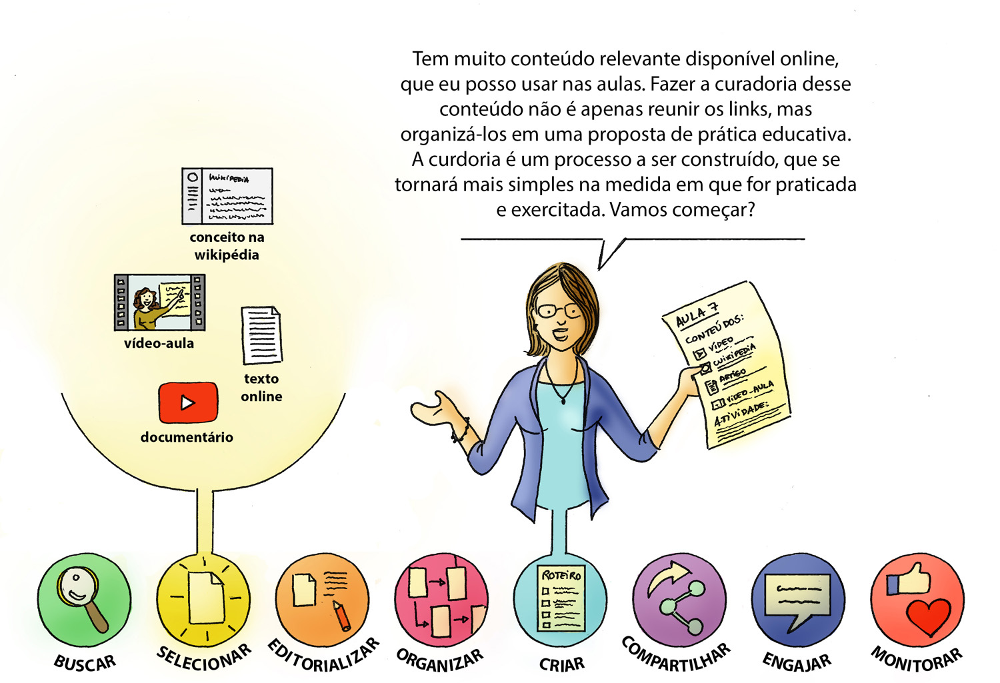 Tem muito conteúdo relevante disponível online,
que eu posso usar nas aulas. Fazer a curadoria desse
conteúdo não é apenas reunir os links, mas
organizá-los em uma proposta de prática educativa.
A curdoria é um processo a ser construído, que se
tornará mais simples na medida em que for praticada
e exercitada. Vamos começar?
WIKIPEDIA
conceito na
wikipédia
vídeo-aula
texto
online
documentário
AULA 7
CONTEÚDOS:
VÍDEO
WIKIPEDIA
ARTIGO
VÍDEO-AULA
ATIVIDADE:
ROTEIRO
BUSCAR
SELECIONAR
EDITORIALIZAR
ORGANIZAR
CRIAR
COMPARTILHAR
ENGAJAR
MONITORAR